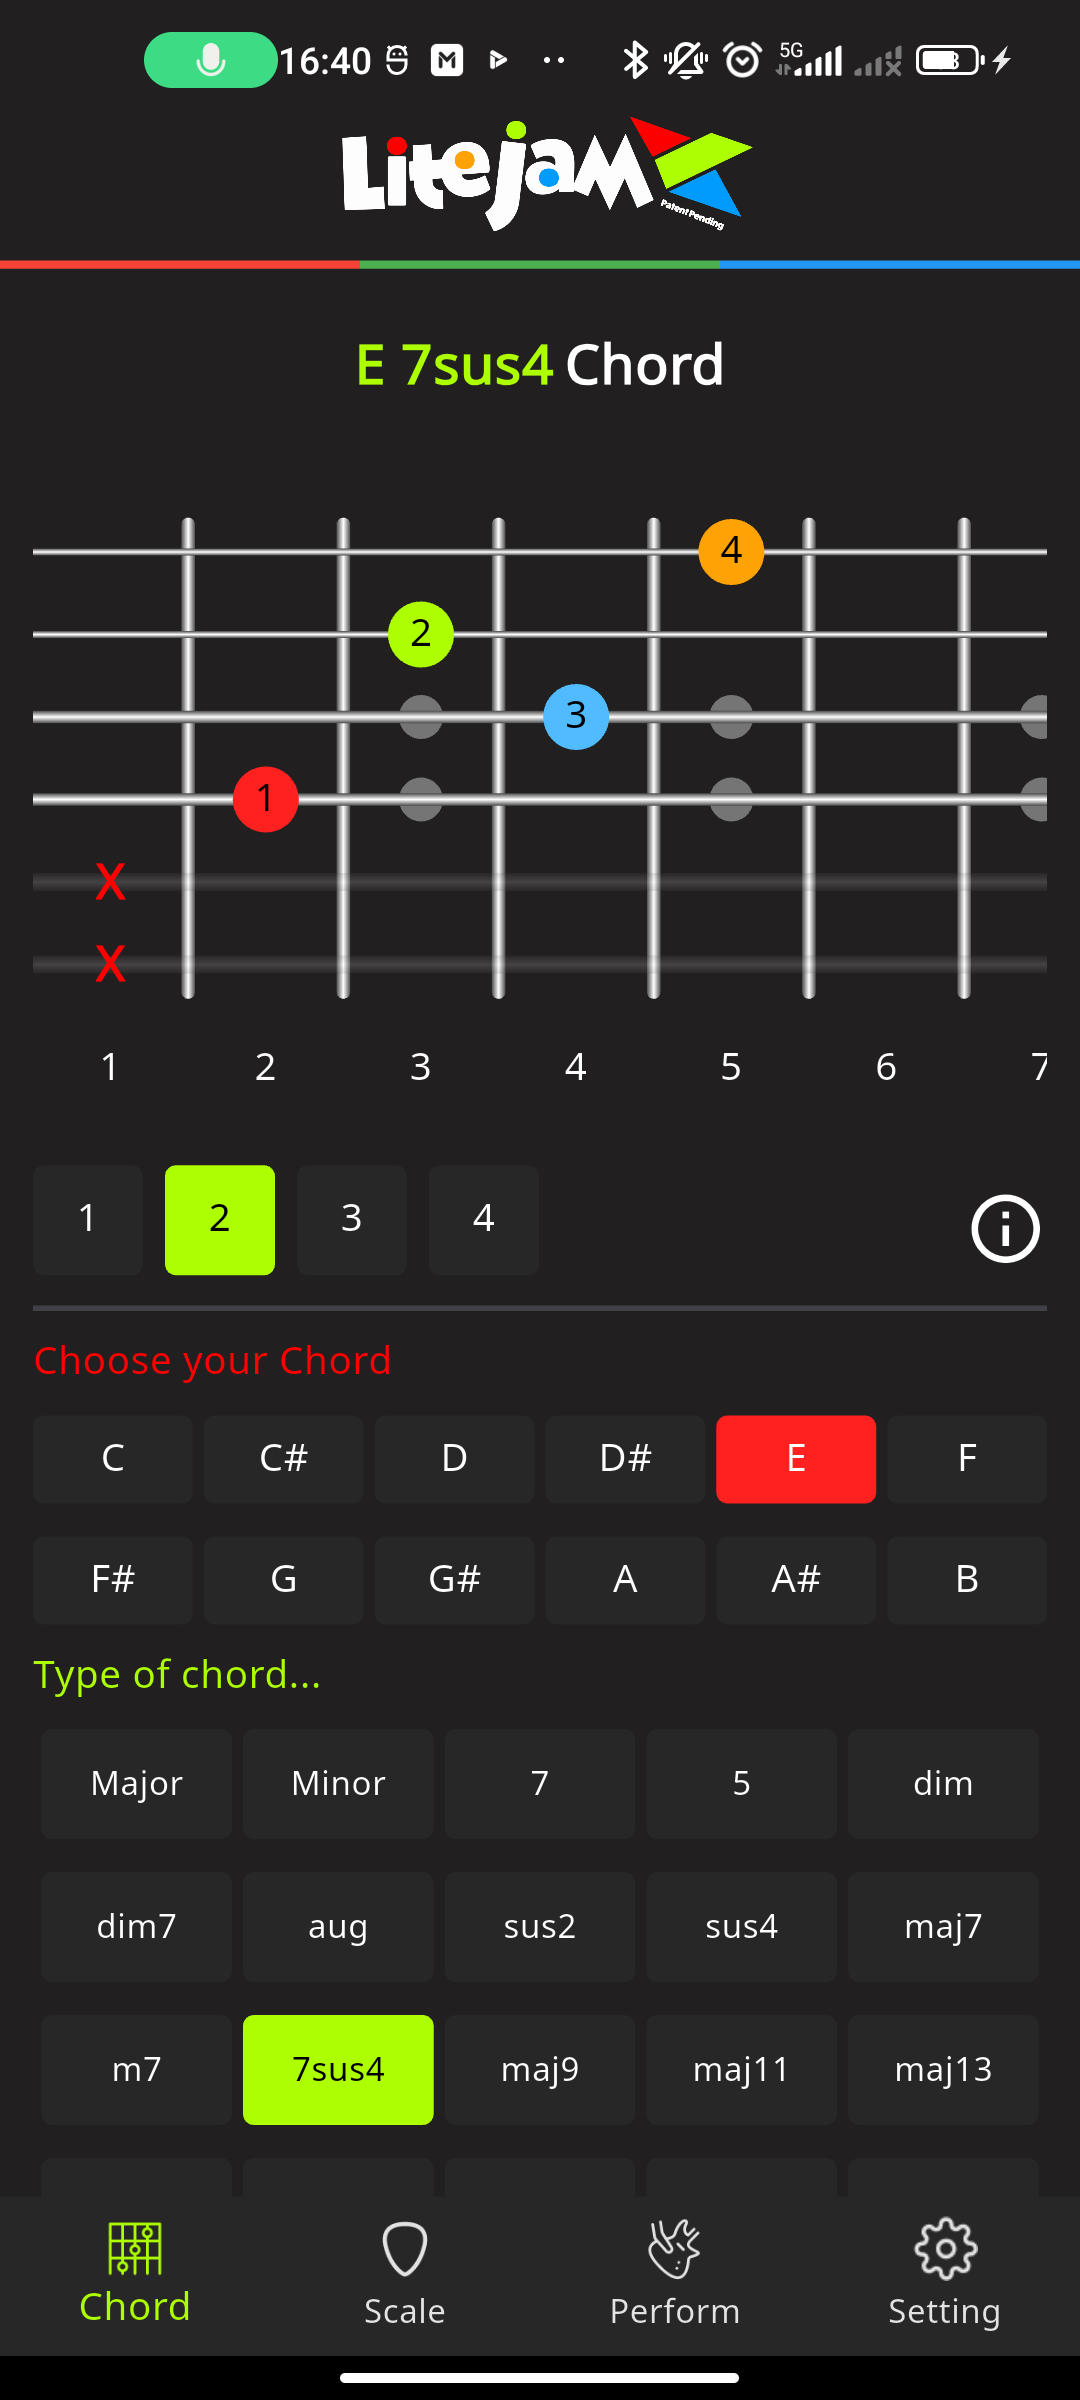 16:40
5G
Litejam
Patent Pending
E 7sus4 Chord
4
2
3
1
X
X
1 2 3 4 5 6 7
1 2 3 4
Choose your Chord
C C# D D# E F
F# G G# A A# B
Type of chord...
Major Minor 7 5 dim
dim7 aug sus2 sus4 maj7
m7 7sus4 maj9 maj11 maj13
Chord Scale Perform Setting